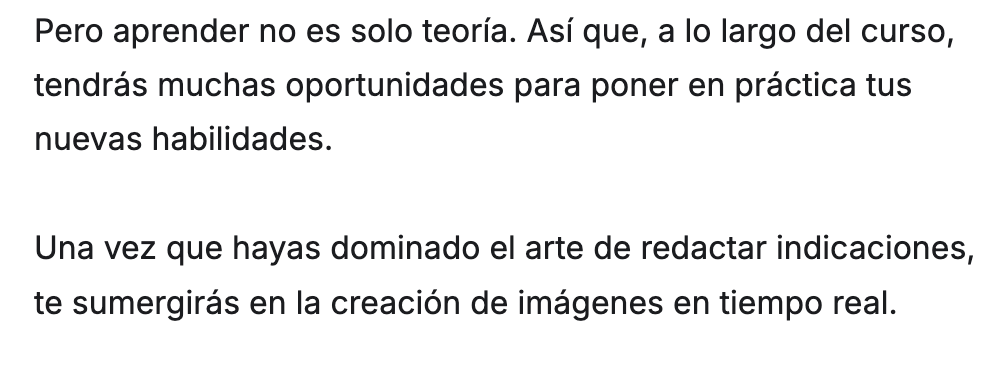 Pero aprender no es solo teoría. Así que, a lo largo del curso,
tendrás muchas oportunidades para poner en práctica tus
nuevas habilidades.
Una vez que hayas dominado el arte de redactar indicaciones,
te sumergirás en la creación de imágenes en tiempo real.